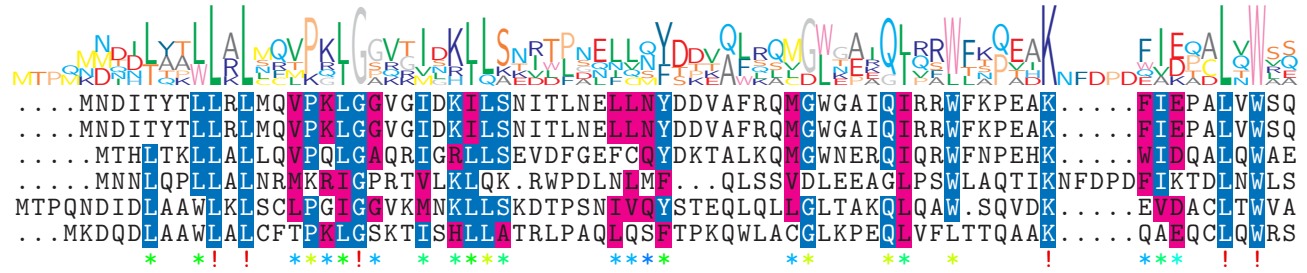 ....MNDITYTLLRLMQVPKLGGVGIDKILSNITLNELLNYDDVAFRQMGWGAIQIRRWFKPEAK.....FIEPALVWSQ
....MNDITYTLLRLMQVPKLGGVGIDKILSNITLNELLNYDDVAFRQMGWGAIQIRRWFKPEAK.....FIEPALVWSQ
.....MTHLTKLLALLQVPQLGAQRIGRLLSEVDFGEFCQYDKTALKQMGWNERQIQRWFNPEHK.....WIDQALQWAE
.....MNNLQPLLALNRMKRIGPRTVLKLQK.RWPDLNLMF...QLSSVDLEEAGLPSWLAQTIKNFDPDFIKTDLNWLS
MTPQNDIDLAAWLKLSCLPGIGGVKMNKLLSKDTPSNIVQYSTEQLQLLGLTAKQLQAW.SQVDK.....EVDACLTWVA
...MKDQDLAAWLALCFTPKLGSKTISHLLATRLPAQLQSFTPKQWLACGLKPEQLVFLTTQAAK.....QAEQCLQWRS
* *! ! ****!* * **** **** ** ** * ! *** ! !